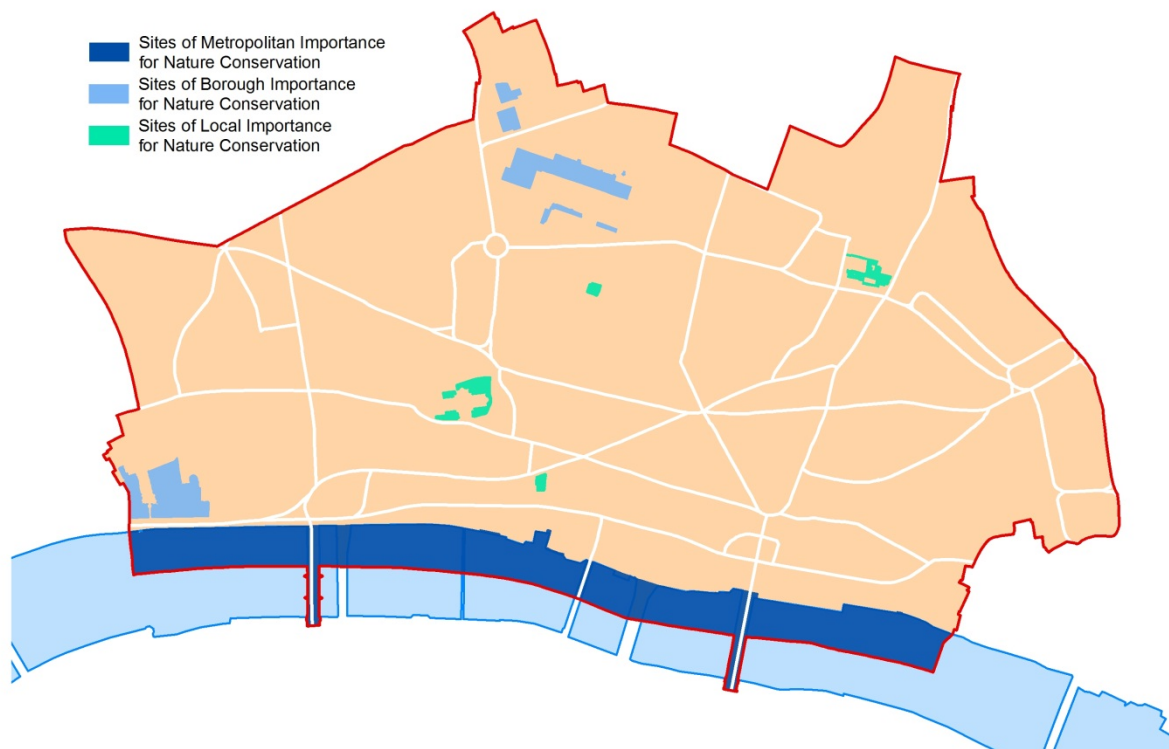 Sites of Metropolitan Importance
for Nature Conservation
Sites of Borough Importance
for Nature Conservation
Sites of Local Importance
for Nature Conservation